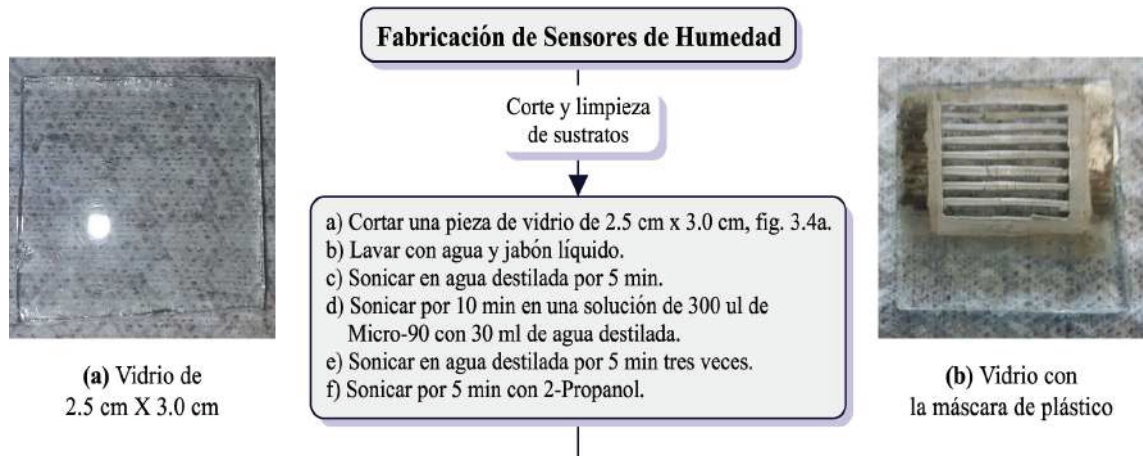 Fabricación de Sensores de Humedad
Corte y limpieza
de sustratos
a) Cortar una pieza de vidrio de 2.5 cm x 3.0 cm, fig. 3.4a.
b) Lavar con agua y jabón líquido.
c) Sonicar en agua destilada por 5 min.
d) Sonicar por 10 min en una solución de 300 ul de
Micro-90 con 30 ml de agua destilada.
e) Sonicar en agua destilada por 5 min tres veces.
f) Sonicar por 5 min con 2-Propanol.
(a) Vidrio de
2.5 cm X 3.0 cm
(b) Vidrio con
la máscara de plástico